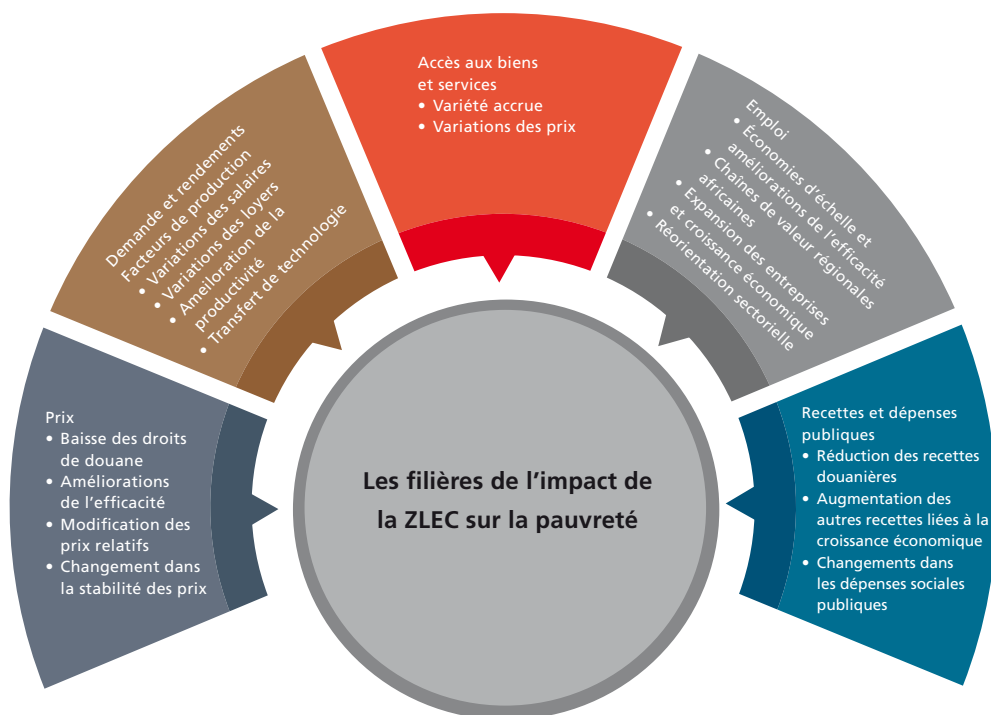 Prix
• Baisse des droits
de douane
• Améliorations
de l'efficacité
• Modification des
prix relatifs
• Changement dans
la stabilité des prix
Demande et rendements
Facteurs de production
• Variations des salaires
• Variations des loyers
• Ameiloration de la
productivité
• Transfert de technologie
Accès aux biens
et services
• Variété accrue
• Variations des prix
Emploi
• Économies d'échelle et
améliorations de l'efficacité
• Chaînes de valeur régionales
africaines
• Expansion des entreprises
et croissance économique
• Réorientation sectorielle
Recettes et dépenses
publiques
• Réduction des recettes
douanières
• Augmentation des
autres recettes liées à la
croissance économique
• Changements dans
les dépenses sociales
publiques
Les filières de l'impact de
la ZLEC sur la pauvreté